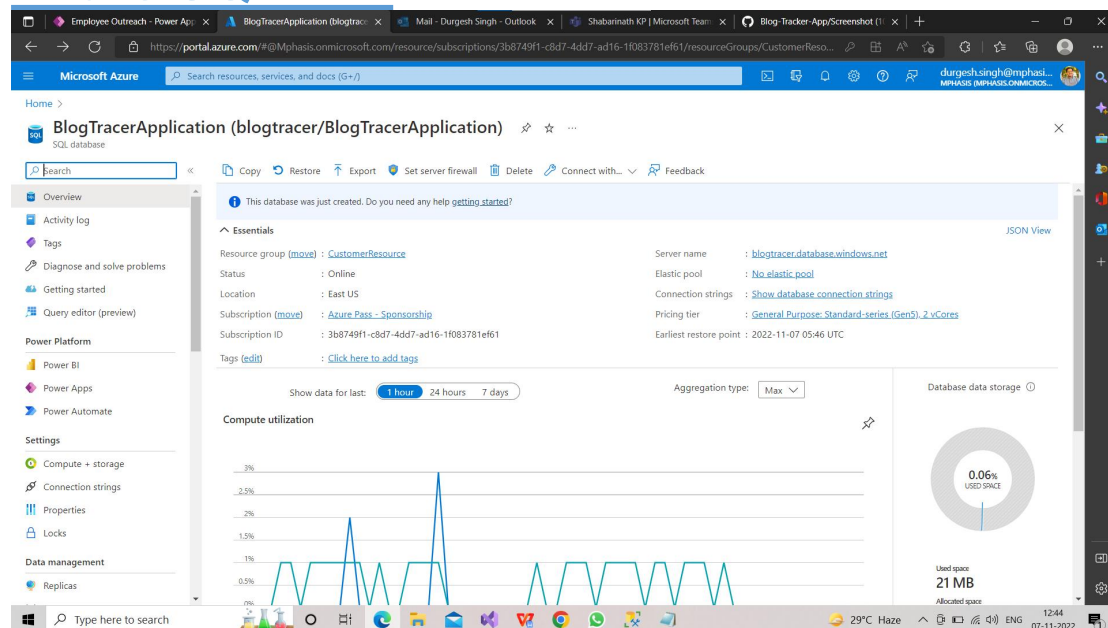 Employee Outreach - Power App
BlogTracerApplication (blogtrace
Mail - Durgesh Singh - Outlook
Shabarinath KP | Microsoft Team
Blog-Tracker-App/Screenshot (1
https://portal.azure.com/#@Mphasis.onmicrosoft.com/resource/subscriptions/3b8749f1-c8d7-4dd7-ad16-1f083781ef61/resourceGroups/CustomerReso...
Microsoft Azure
Search resources, services, and docs (G+/)
durgesh.singh@mphasi...
MPHASIS (MPHASIS.ONMICROS...
Home >
BlogTracerApplication (blogtracer/BlogTracerApplication)
SQL
SQL database
Search
Copy Restore Export Set server firewall Delete Connect with... Feedback
Overview
Activity log
Tags
Diagnose and solve problems
Getting started
Query editor (preview)
Power Platform
Power BI
Power Apps
Power Automate
Settings
Compute + storage
Connection strings
Properties
Locks
Data management
Replicas
This database was just created. Do you need any help getting started?
Essentials
JSON View
Resource group (move) : CustomerResource
Status : Online
Location : East US
Subscription (move) : Azure Pass - Sponsorship
Subscription ID : 3b8749f1-c8d7-4dd7-ad16-1f083781ef61
Tags (edit) : Click here to add tags
Server name : blogtracer.database.windows.net
Elastic pool : No elastic pool
Connection strings : Show database connection strings
Pricing tier : General Purpose: Standard-series (Gen5), 2 vCores
Earliest restore point : 2022-11-07 05:46 UTC
Show data for last: 1 hour 24 hours 7 days
Aggregation type: Max
Compute utilization
3%
2.5%
2%
1.5%
1%
0.5%
0%
Database data storage
0.06%
USED SPACE
Used space
21 MB
Allocated space
Type here to search
29°C Haze
ENG
12:44
07-11-2022